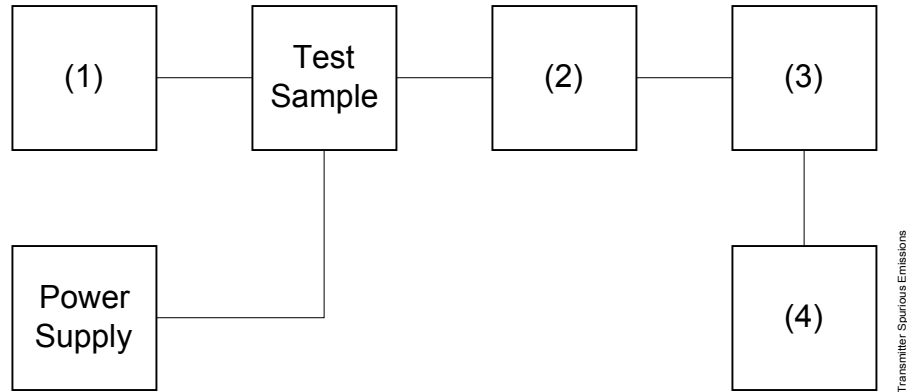 (1)
Test
Sample
(2)
(3)
Power
Supply
(4)
Transmitter Spurious Emissions